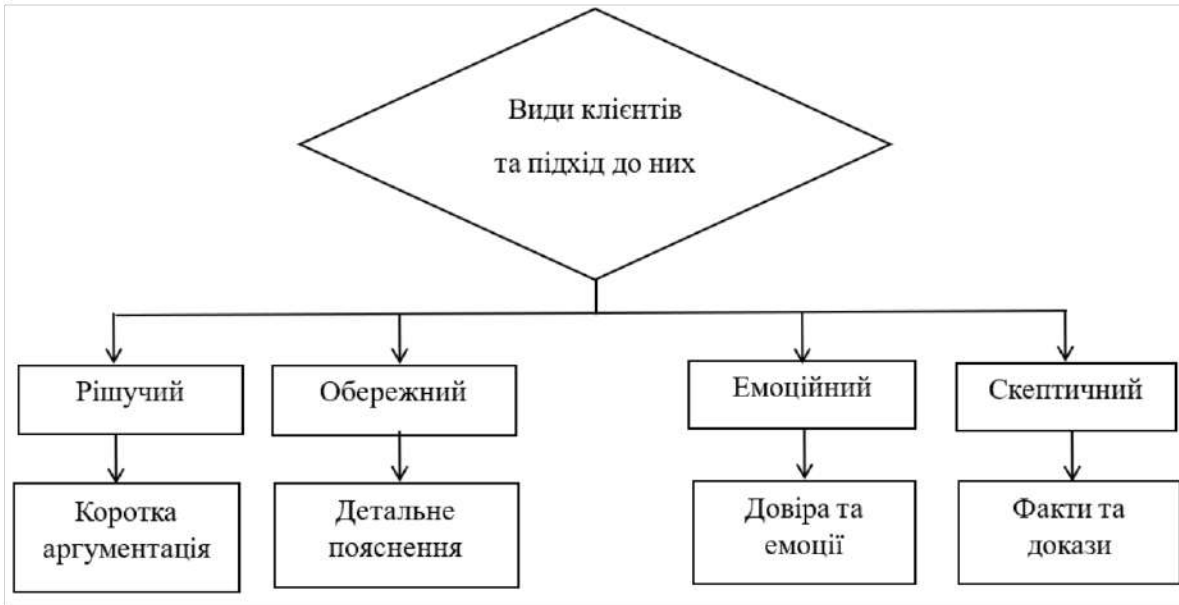 Види клієнтів
та підхід до них
Рішучий
Обережний
Емоційний
Скептичний
Коротка
аргументація
Детальне
пояснення
Довіра та
емоції
Факти та
докази